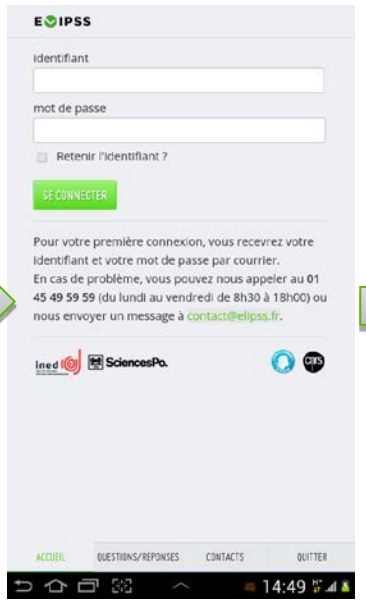 ELIPSS
identifiant
mot de passe
Retenir l'identifiant ?
SE CONNECTER
Pour votre première connexion, vous recevrez votre
identifiant et votre mot de passe par courrier.
En cas de problème, vous pouvez nous appeler au 01
45 49 59 59 (du lundi au vendredi de 8h30 à 18h00) ou
nous envoyer un message à contact@elipss.fr.
ined SciencesPo. cnrs
ACCUEIL QUESTIONS/REPONSES CONTACTS QUITTER
14:49